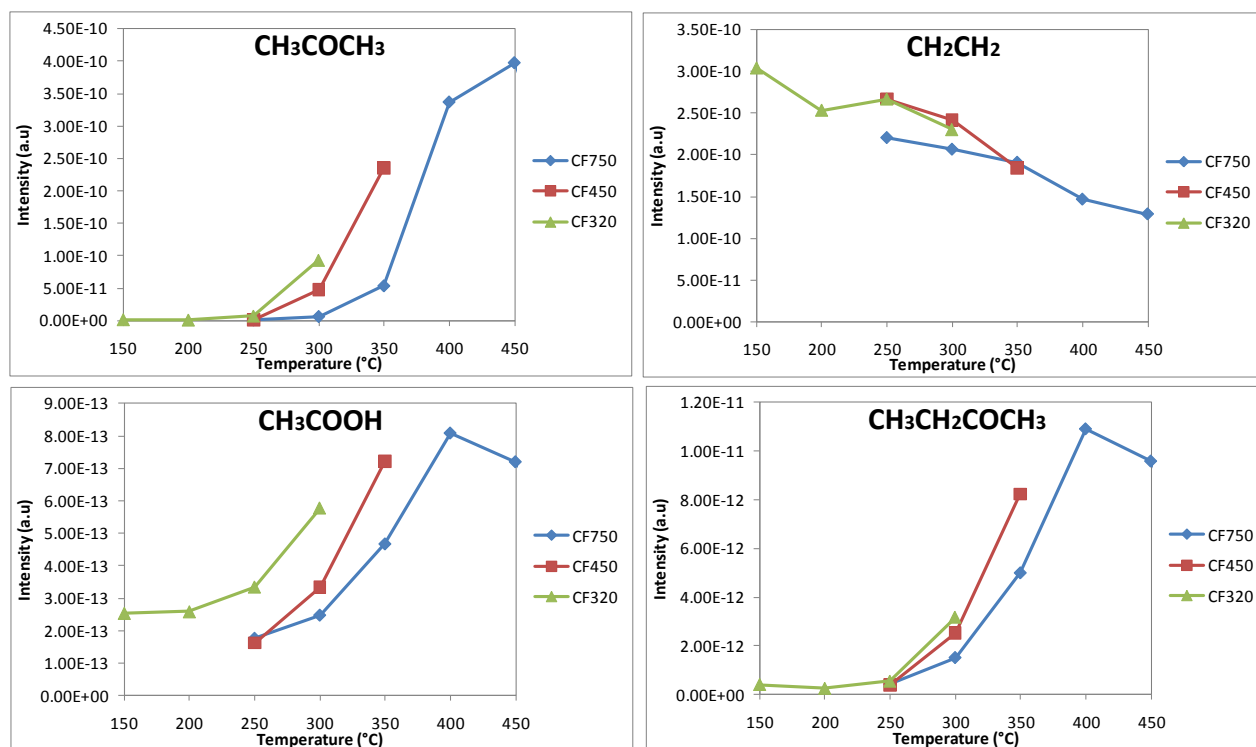 CH₃COCH₃
Intensity (a.u)
4.50E-10
4.00E-10
3.50E-10
3.00E-10
2.50E-10
2.00E-10
1.50E-10
1.00E-10
5.00E-11
0.00E+00
150 200 250 300 350 400 450
Temperature (°C)
CF750
CF450
CF320
CH₂CH₂
Intensity (a.u)
3.50E-10
3.00E-10
2.50E-10
2.00E-10
1.50E-10
1.00E-10
5.00E-11
0.00E+00
150 200 250 300 350 400 450
Temperature (°C)
CF750
CF450
CF320
CH₃COOH
Intensity (a.u)
9.00E-13
8.00E-13
7.00E-13
6.00E-13
5.00E-13
4.00E-13
3.00E-13
2.00E-13
1.00E-13
0.00E+00
150 200 250 300 350 400 450
Temperature (°C)
CF750
CF450
CF320
CH₃CH₂COCH₃
Intensity (a.u)
1.20E-11
1.00E-11
8.00E-12
6.00E-12
4.00E-12
2.00E-12
0.00E+00
150 200 250 300 350 400 450
Temperature (°C)
CF750
CF450
CF320